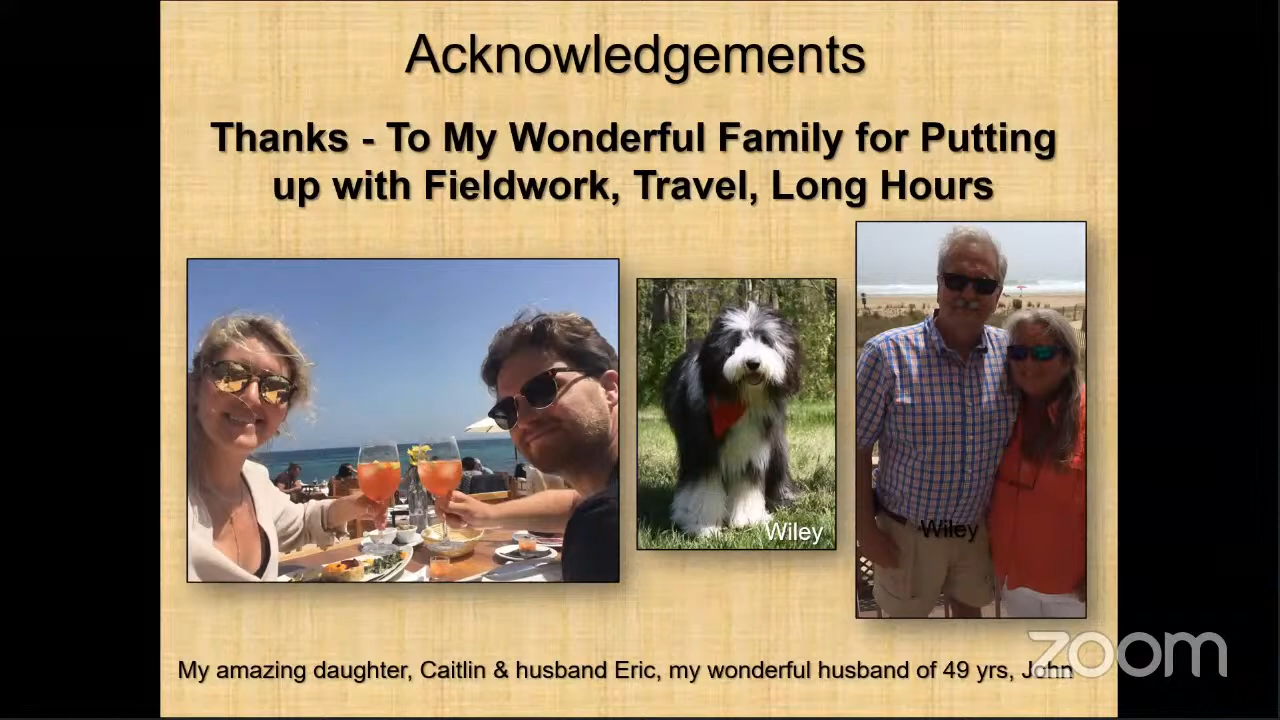 Acknowledgements
Thanks - To My Wonderful Family for Putting
up with Fieldwork, Travel, Long Hours
Wiley
Wiley
My amazing daughter, Caitlin & husband Eric, my wonderful husband of 49 yrs, John
zoom